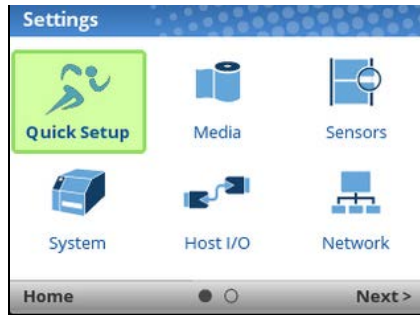 Settings
Quick Setup Media Sensors
System Host I/O Network
Home Next >